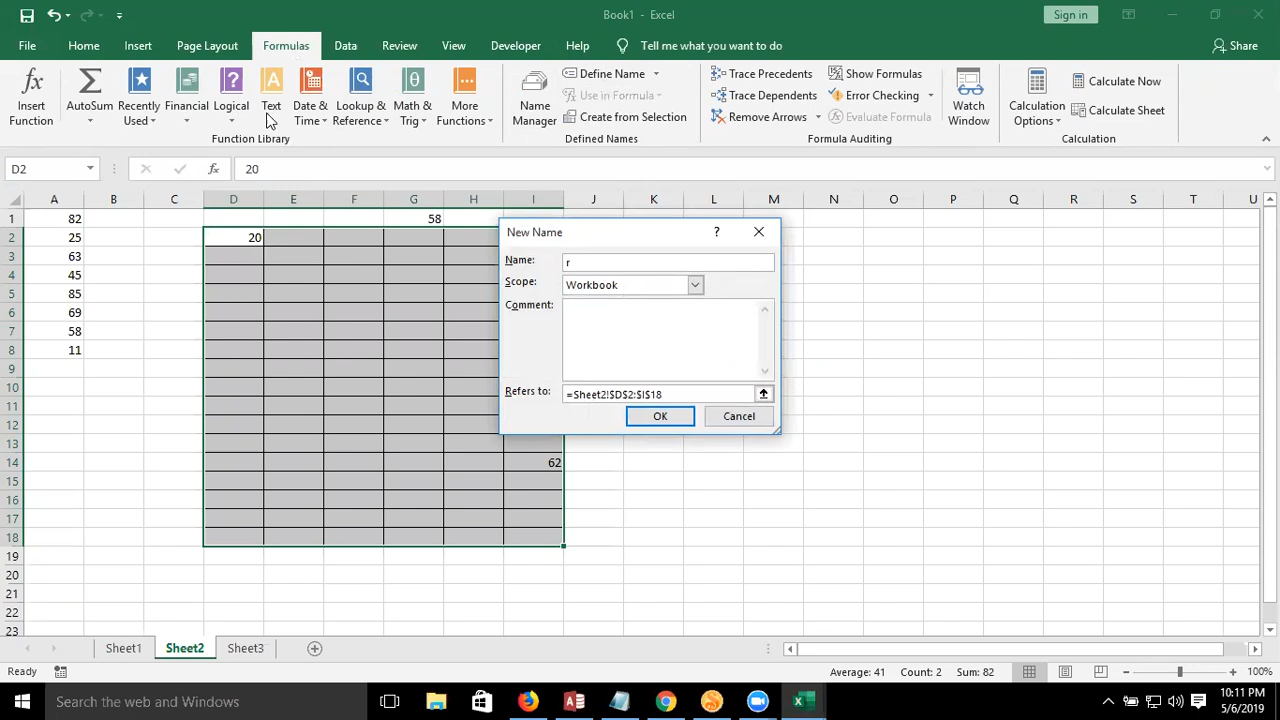 Book1 - Excel
Sign in
File Home Insert Page Layout Formulas Data Review View Developer Help Tell me what you want to do Share
Insert Function
AutoSum
Recently Used
Financial
Logical
Text
Date & Time
Lookup & Reference
Math & Trig
More Functions
Function Library
Name Manager
Define Name
Use in Formula
Create from Selection
Defined Names
Trace Precedents
Trace Dependents
Remove Arrows
Show Formulas
Error Checking
Evaluate Formula
Watch Window
Formula Auditing
Calculation Options
Calculate Now
Calculate Sheet
Calculation
D2 fx 20
A B C D E F G H I J K L M N O P Q R S T U
1 82 58
2 25 20
3 63
4 45
5 85
6 69
7 58
8 11
9
10
11
12
13
14 62
15
16
17
18
19
20
21
22
23
New Name ?
Name: r
Scope: Workbook
Comment:
Refers to: =Sheet2!$D$2:$I$18
OK Cancel
Sheet1 Sheet2 Sheet3
Ready Average: 41 Count: 2 Sum: 82 100%
Search the web and Windows
10:11 PM
5/6/2019